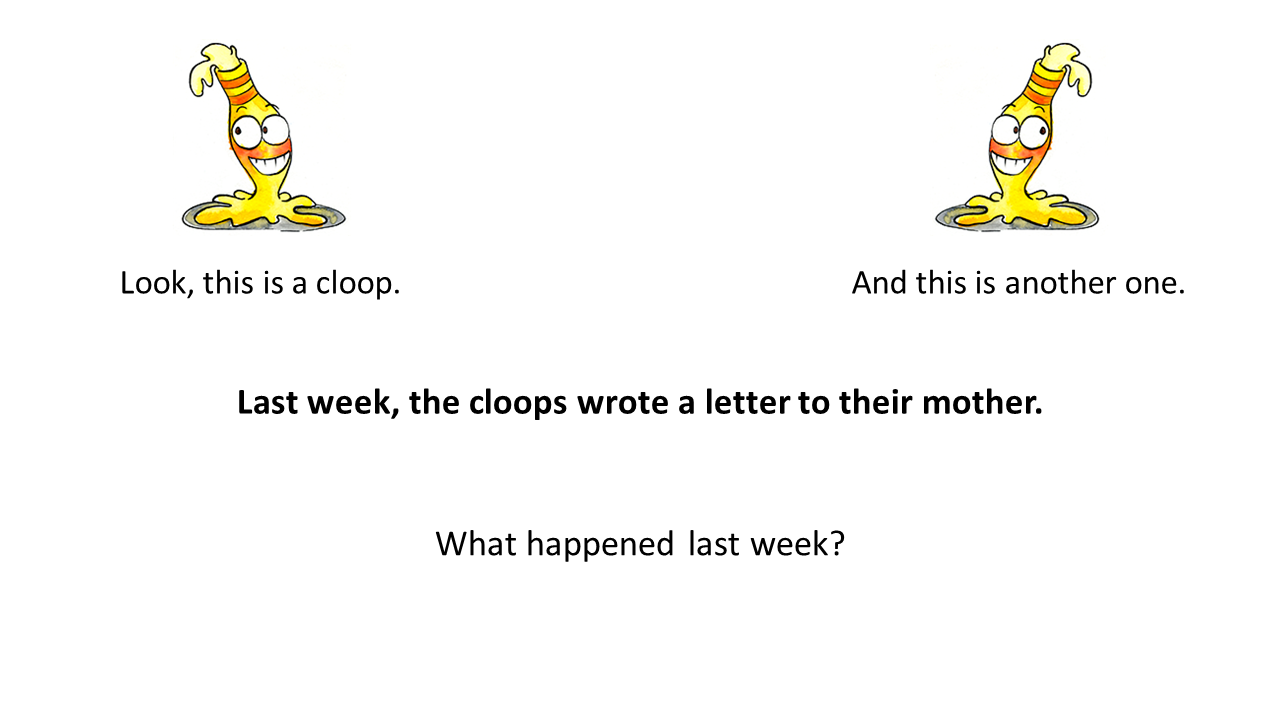 Look, this is a cloop.
And this is another one.
Last week, the cloops wrote a letter to their mother.
What happened last week?